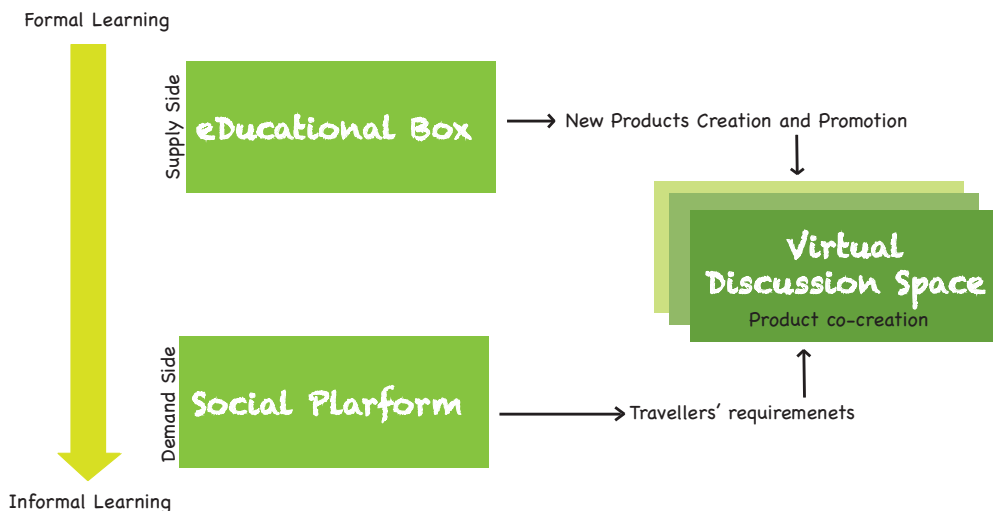 Formal Learning
Supply Side
eDucational Box
New Products Creation and Promotion
Virtual
Discussion Space
Product co-creation
Demand Side
Social Plarform
Travellers' requiremenets
Informal Learning